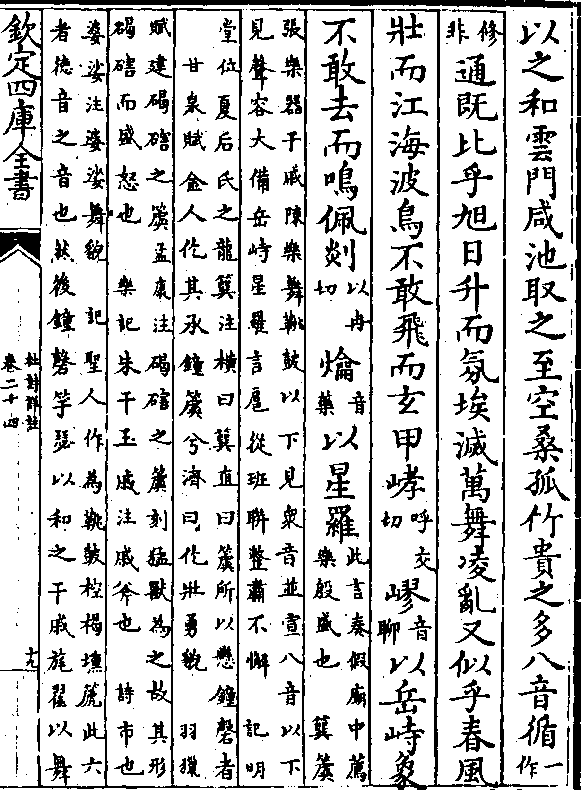 以之和雲門咸池取之至空桑孤竹貴之多八音循一作
修非通既比乎旭日升而氛埃滅萬舞凌亂又似乎春風
壯而江海波鳥不敢飛而玄甲崤呼交切嵺音聊以岳峙象
不敢去而鳴佩剡以冉切爚音藥以星羅此言奏假廟中薦
樂殷盛也 簨簴
張樂器干戚陳樂舞鞉鼓以下見衆音並宣八音以下
見聲容大備岳峙星羅言扈從班聯整肅不懈 記明
堂位夏后氏之龍簨注横曰簨直曰簴所以懸鐘磬者
甘泉賦金人仡其承鐘簴兮濟曰仡壯勇貌 羽獵
賦建碣磍之簴孟康注碣磍之簴刻猛獸為之故其形
碣磍而盛怒也 樂記朱干玉戚注戚斧也 詩市也
婆娑注婆娑舞貌 記聖人作為鞉鼓椌楬壎篪此六
者德音之音也然後鐘磬竽瑟以和之干戚旄翟以舞
欽定四庫全書
杜詩詳註
卷二十四
十九